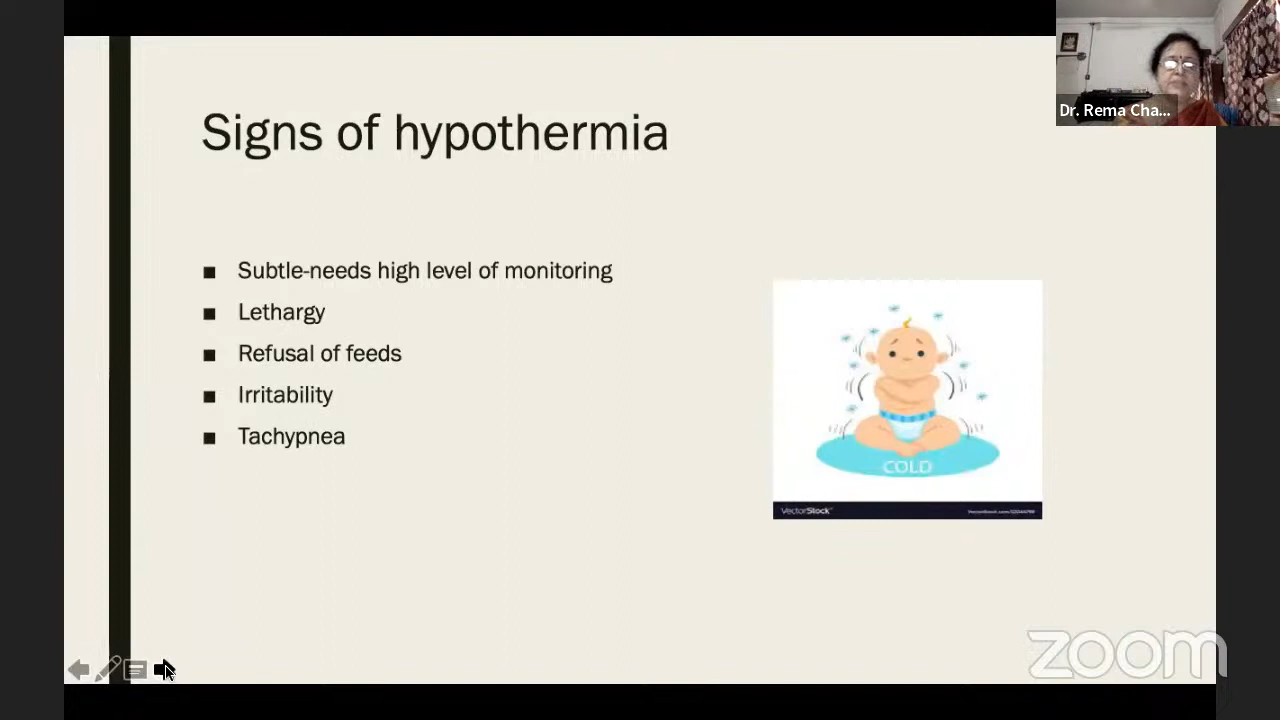 Dr. Rema Cha...
Signs of hypothermia
Subtle-needs high level of monitoring
Lethargy
Refusal of feeds
Irritability
Tachypnea
COLD
VectorStock
zoom